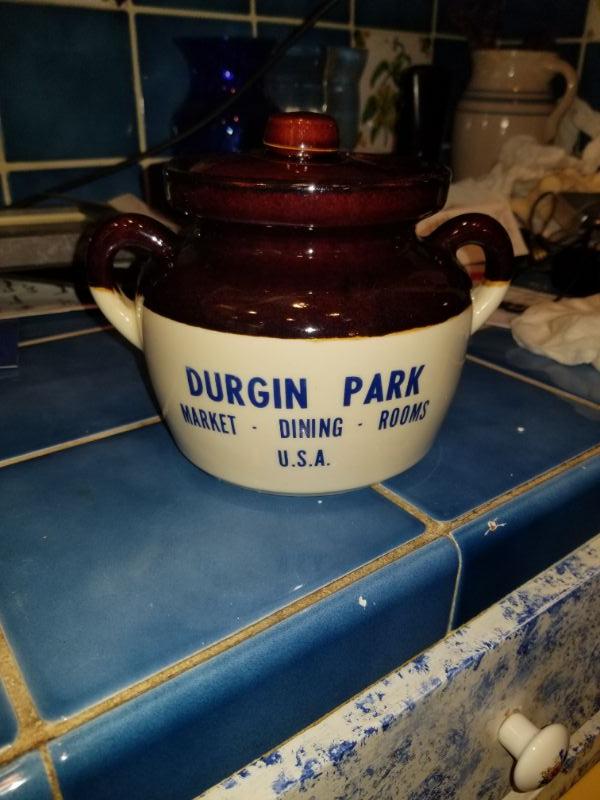 DURGIN PARK
MARKET - DINING - ROOMS
U.S.A.